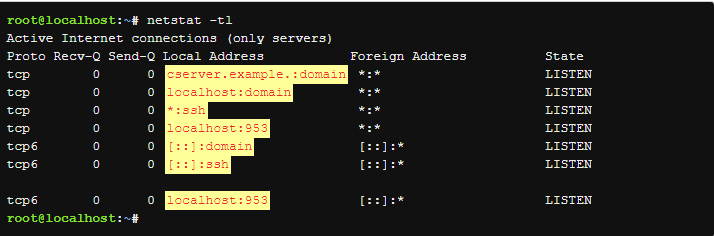 root@localhost:~# netstat -tl
Active Internet connections (only servers)
Proto Recv-Q Send-Q Local Address           Foreign Address         State
tcp        0      0 cserver.example.:domain *:*                     LISTEN
tcp        0      0 localhost:domain        *:*                     LISTEN
tcp        0      0 *:ssh                   *:*                     LISTEN
tcp        0      0 localhost:953           *:*                     LISTEN
tcp6       0      0 [::]:domain             [::]:*                  LISTEN
tcp6       0      0 [::]:ssh                [::]:*                  LISTEN
tcp6       0      0 localhost:953           [::]:*                  LISTEN
root@localhost:~#